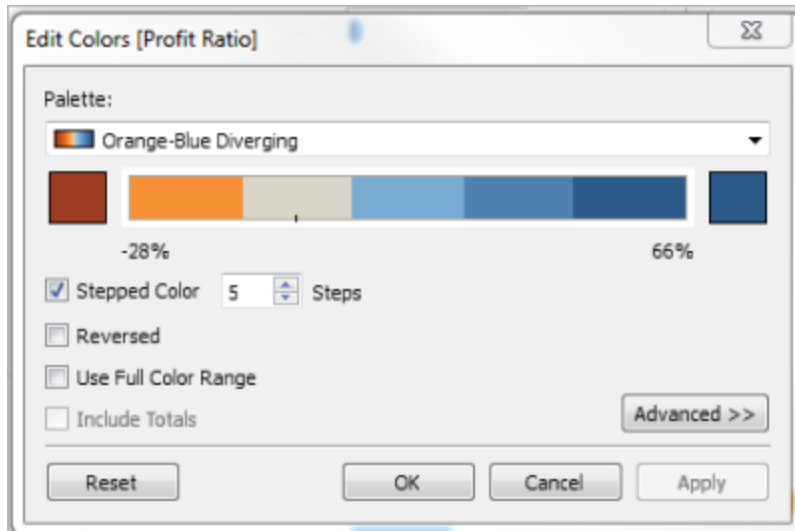 Edit Colors [Profit Ratio]
Palette:
Orange-Blue Diverging
-28% 66%
Stepped Color 5 Steps
Reversed
Use Full Color Range
Include Totals
Advanced >>
Reset OK Cancel Apply